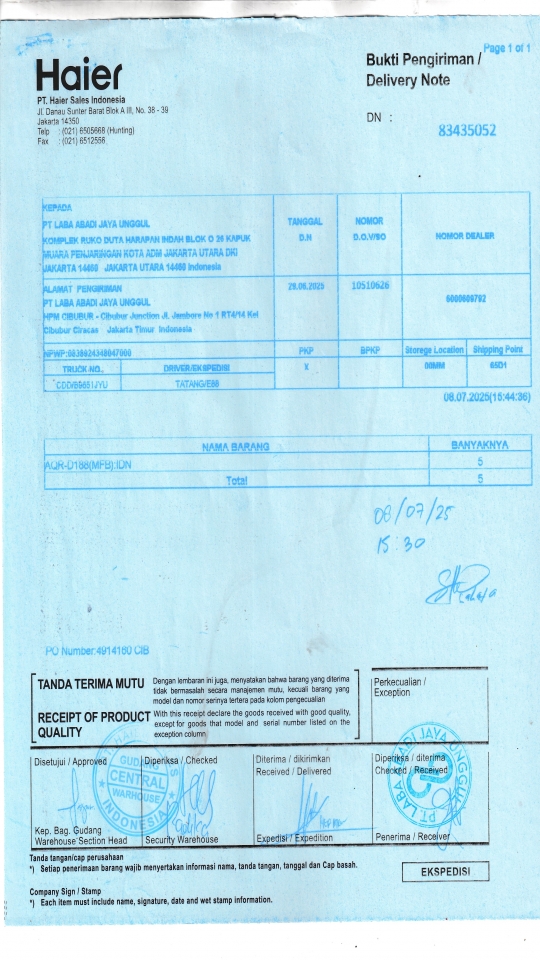 Page 1 of 1
Haier
Bukti Pengiriman /
Delivery Note
PT. Haier Sales Indonesia
Jl. Danau Sunter Barat Blok A III, No. 38 - 39
Jakarta 14350
Telp : (021) 6505668 (Hunting)
Fax : (021) 6512556
DN :
83435052
KEPADA
PT LABA ABADI JAYA UNGGUL
KOMPLEK RUKO DUTA HARAPAN INDAH BLOK O 26 KAPUK
MUARA PENJARINGAN KOTA ADM JAKARTA UTARA DKI
JAKARTA 14460 JAKARTA UTARA 14460 Indonesia
TANGGAL
D.N
NOMOR
D.O.V/SO
NOMOR DEALER
ALAMAT PENGIRIMAN
PT LABA ABADI JAYA UNGGUL
HPM CIBUBUR - Cibubur Junction Jl. Jambore No 1 RT4/14 Kel
Cibubur Ciracas Jakarta Timur Indonesia
10510626
PKP
BPKP
Storege Location
Shipping Point
TRUCK NO.
DRIVER/EKSPEDISI
X
TATANG/E88
08.07.2025(15:44:36)
NAMA BARANG
BANYAKNYA
AQR-D188(MFB):IDN
5
Total
5
08/07/25
15:30
PO Number:4914160 CIB
TANDA TERIMA MUTU
Dengan lembaran ini juga, menyatakan bahwa barang yang diterima
tidak bermasalah secara manajemen mutu, kecuali barang yang
model dan nomor serinya tertera pada kolom pengecualian
RECEIPT OF PRODUCT
QUALITY
With this receipt declare the goods received with good quality,
except for goods that model and serial number listed on the
exception column
Perkecualian /
Exception
Disetujui / Approved
Diperiksa / Checked
Diterima / dikirimkan
Received / Delivered
Diperiksa / diterima
Checked / Received
GUDANG
CENTRAL
WAREHOUSE
INDONESIA
PT LABA ABADI JAYA UNGGUL
Kep. Bag. Gudang
Warehouse Section Head
Security Warehouse
Expedisi / Expedition
Penerima / Receiver
Tanda tangan/cap perusahaan
*) Setiap penerimaan barang wajib menyertakan informasi nama, tanda tangan, tanggal dan Cap basah.
EKSPEDISI
Company Sign / Stamp
*) Each item must include name, signature, date and wet stamp information.